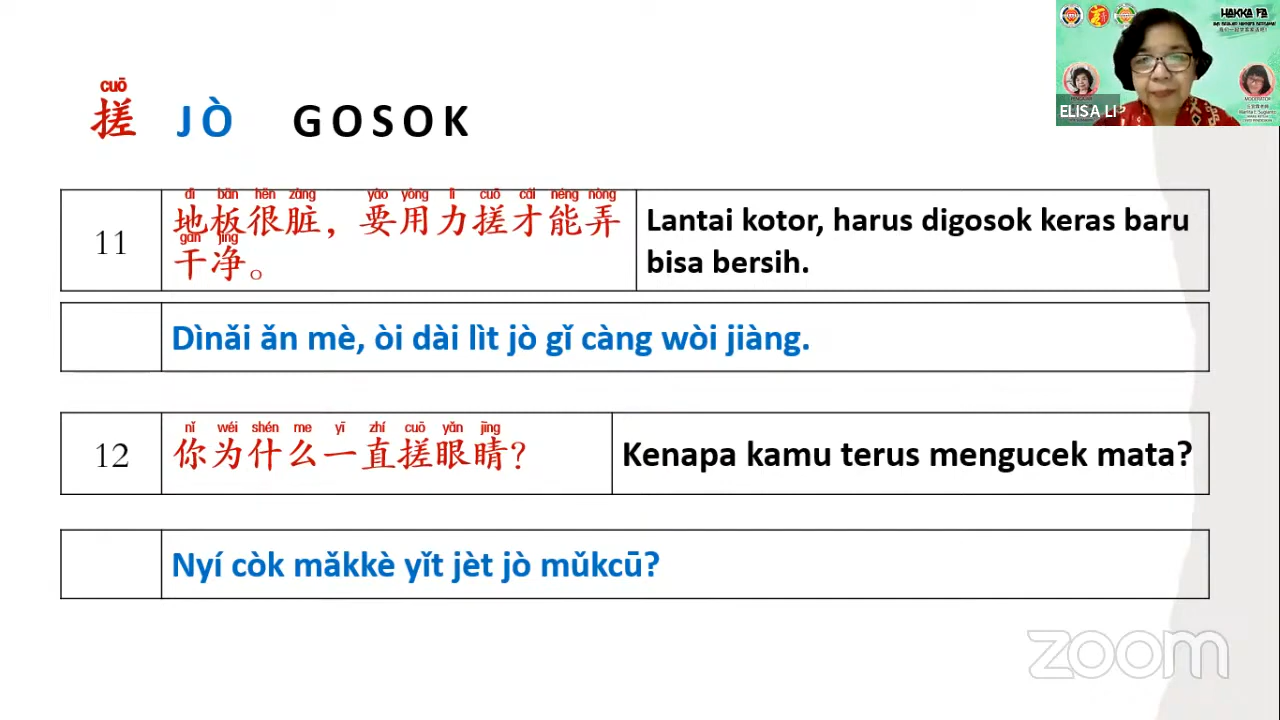 HAKKA FA
ELISA LI
MODERATOR
cuō
搓 JÒ GOSOK
dì bǎn hěn zāng yào yòng lì cuō cái néng nòng
11 地板很脏，要用力搓才能弄
gān jìng
干净。
Lantai kotor, harus digosok keras baru
bisa bersih.
Dìnǎi ǎn mè, òi dài lìt jò gǐ càng wòi jiàng.
nǐ wéi shén me yī zhí cuō yǎn jīng
12 你为什么一直搓眼睛？
Kenapa kamu terus mengucek mata?
Nyí còk mǎkkè yǐt jèt jò mǔkcū?
zoom